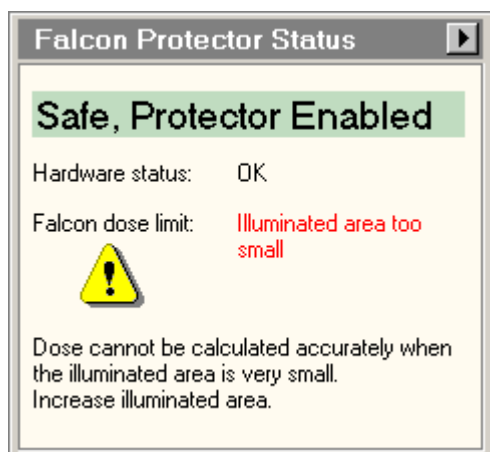 Falcon Protector Status
Safe, Protector Enabled
Hardware status: OK
Falcon dose limit: Illuminated area too
small
Dose cannot be calculated accurately when
the illuminated area is very small.
Increase illuminated area.